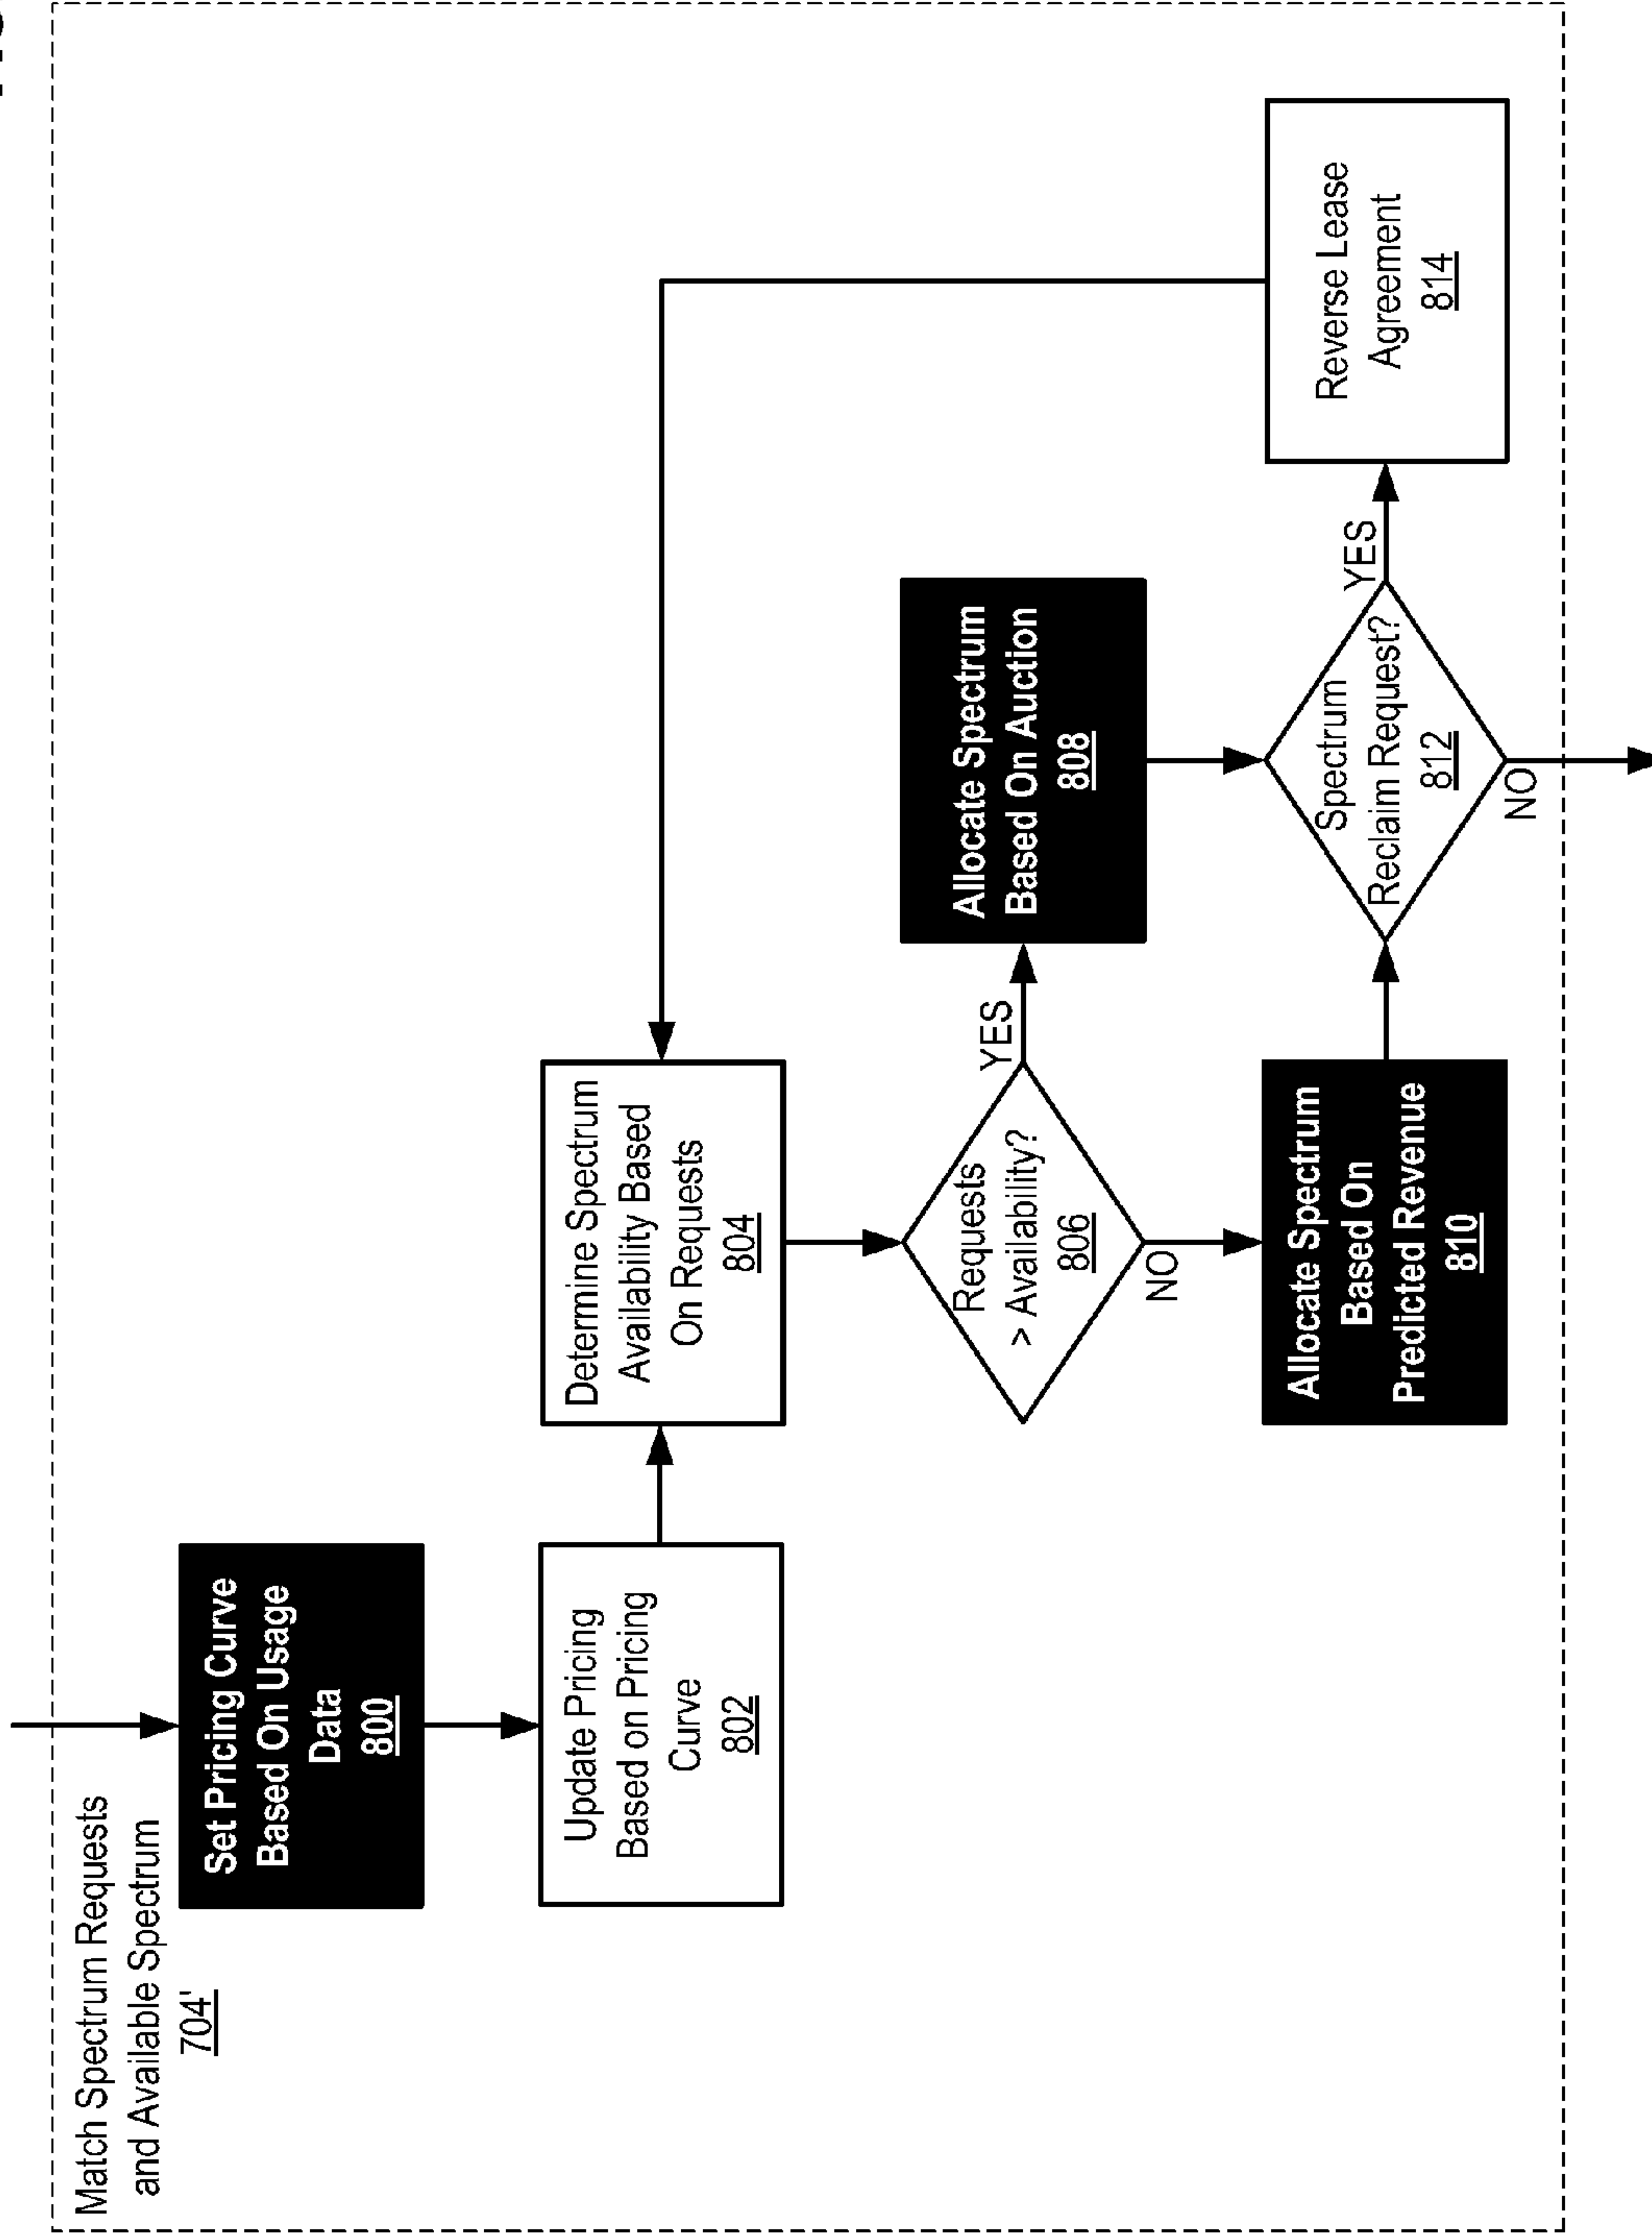 Match Spectrum Requests
and Available Spectrum
704'
Set Pricing Curve
Based On Usage
Data
800
Update Pricing
Based on Pricing
Curve
802
Determine Spectrum
Availability Based
On Requests
804
Requests
> Availability?
806
YES
NO
Allocate Spectrum
Based On Auction
808
Allocate Spectrum
Based On
Predicted Revenue
810
Spectrum
Reclaim Request?
812
YES
NO
Reverse Lease
Agreement
814